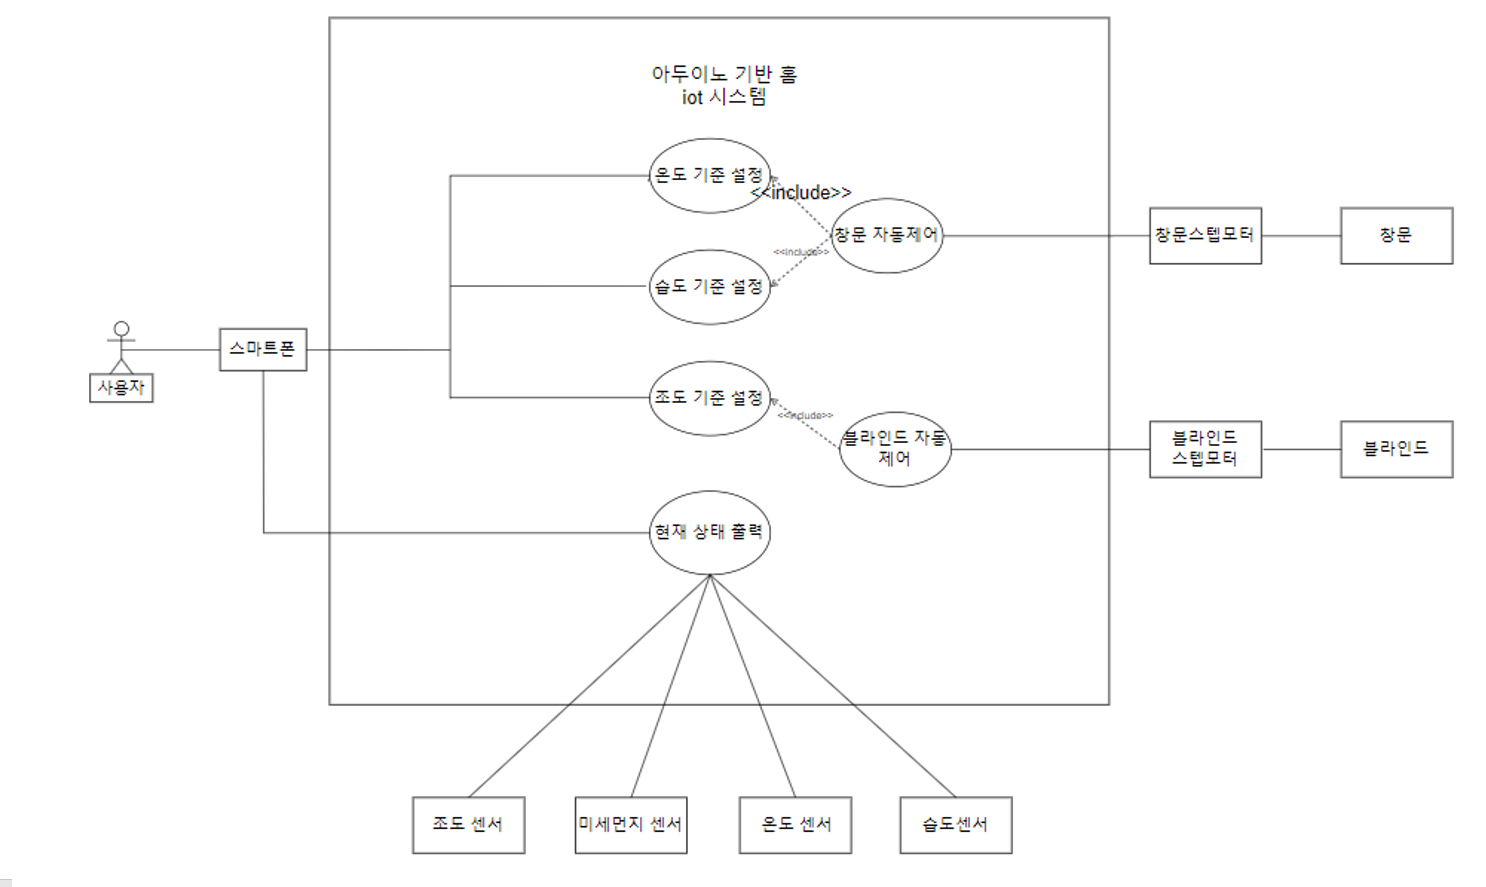 아두이노 기반 홈
iot 시스템
온도 기준 설정
<<include>>
창문 자동제어
창문스텝모터
창문
<<include>>
습도 기준 설정
스마트폰
사용자
조도 기준 설정
<<include>>
블라인드 자동
제어
블라인드
스텝모터
블라인드
현재 상태 출력
조도 센서
미세먼지 센서
온도 센서
습도센서